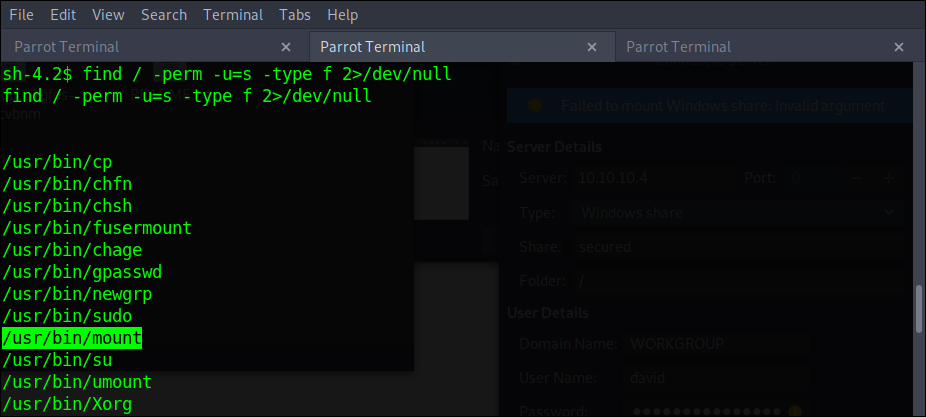 File Edit View Search Terminal Tabs Help
Parrot Terminal × Parrot Terminal × Parrot Terminal ×
sh-4.2$ find / -perm -u=s -type f 2>/dev/null
find / -perm -u=s -type f 2>/dev/null
/usr/bin/cp
/usr/bin/chfn
/usr/bin/chsh
/usr/bin/fusermount
/usr/bin/chage
/usr/bin/gpasswd
/usr/bin/newgrp
/usr/bin/sudo
/usr/bin/mount
/usr/bin/su
/usr/bin/umount
/usr/bin/Xorg
Failed to mount Windows share: Invalid argument
Server Details
Server: 10.10.10.4 Port: 0 − +
Type: Windows share
Share: secured
Folder: /
User Details
Domain Name: WORKGROUP
User Name: david
Password: ●●●●●●●●●●●●●●